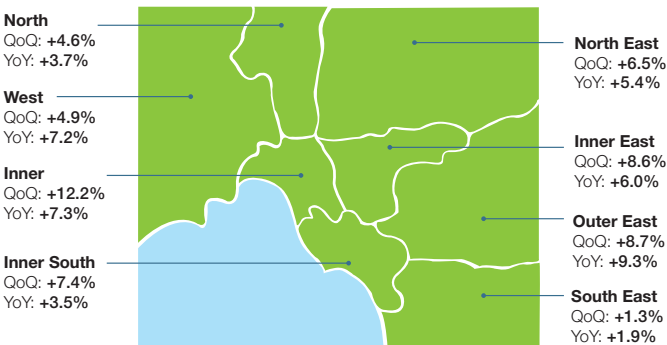 North
QoQ: +4.6%
YoY: +3.7%
West
QoQ: +4.9%
YoY: +7.2%
Inner
QoQ: +12.2%
YoY: +7.3%
Inner South
QoQ: +7.4%
YoY: +3.5%
North East
QoQ: +6.5%
YoY: +5.4%
Inner East
QoQ: +8.6%
YoY: +6.0%
Outer East
QoQ: +8.7%
YoY: +9.3%
South East
QoQ: +1.3%
YoY: +1.9%